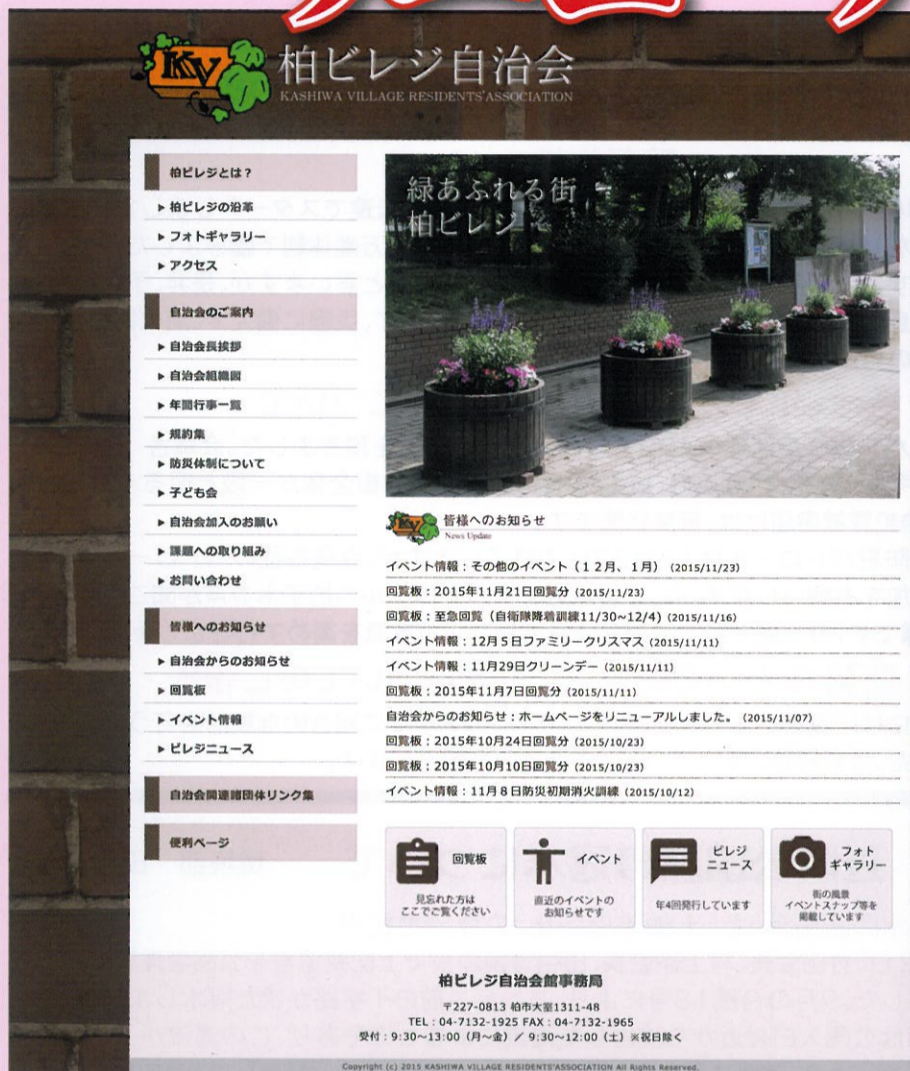 KV
柏ビレジ自治会
KASHIWA VILLAGE RESIDENTS'ASSOCIATION
柏ビレジとは？
▶ 柏ビレジの沿革
▶ フォトギャラリー
▶ アクセス
自治会のご案内
▶ 自治会長挨拶
▶ 自治会組織図
▶ 年間行事一覧
▶ 規約集
▶ 防災体制について
▶ 子ども会
▶ 自治会加入のお願い
▶ 課題への取り組み
▶ お問い合わせ
皆様へのお知らせ
▶ 自治会からのお知らせ
▶ 回覧板
▶ イベント情報
▶ ビレジニュース
自治会関連諸団体リンク集
便利ページ
緑あふれる街
柏ビレジ
KV
皆様へのお知らせ
News Update
イベント情報：その他のイベント（１２月、１月） (2015/11/23)
回覧板：2015年11月21日回覧分 (2015/11/23)
回覧板：至急回覧（自衛隊降着訓練11/30~12/4) (2015/11/16)
イベント情報：12月５日ファミリークリスマス (2015/11/11)
イベント情報：11月29日クリーンデー (2015/11/11)
回覧板：2015年11月7日回覧分 (2015/11/11)
自治会からのお知らせ：ホームページをリニューアルしました。 (2015/11/07)
回覧板：2015年10月24日回覧分 (2015/10/23)
回覧板：2015年10月10日回覧分 (2015/10/23)
イベント情報：11月８日防災初期消火訓練 (2015/10/12)
回覧板
見忘れた方は
ここでご覧ください
イベント
直近のイベントの
お知らせです
ビレジ
ニュース
年4回発行しています
フォト
ギャラリー
街の風景
イベントスナップ等を
掲載しています
柏ビレジ自治会館事務局
〒227-0813 柏市大室1311-48
TEL：04-7132-1925 FAX：04-7132-1965
受付：9:30~13:00（月~金）／ 9:30~12:00（土）※祝日除く
Copyright (c) 2015 KASHIWA VILLAGE RESIDENTS'ASSOCIATION All Rights Reserved.